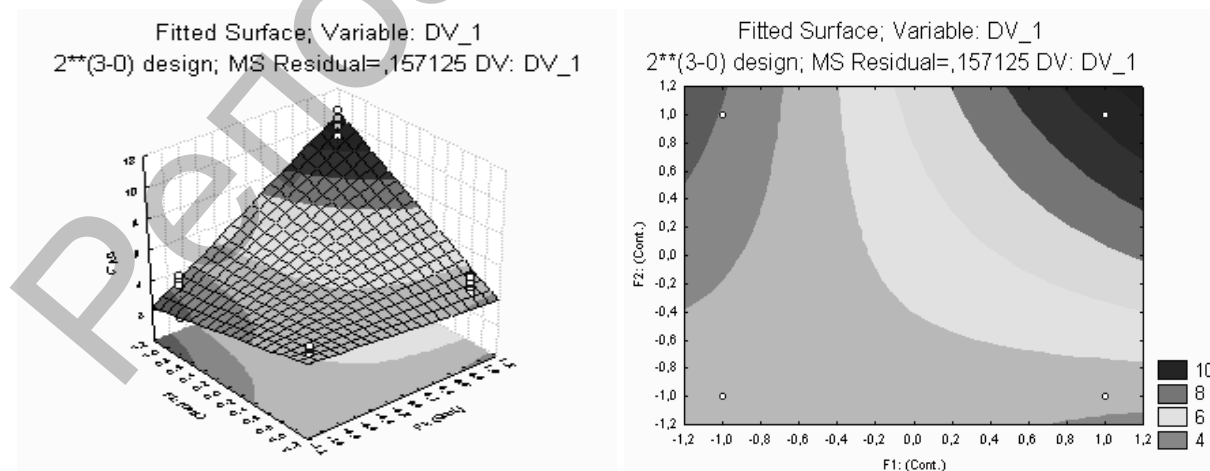 Fitted Surface; Variable: DV_1
2**(3-0) design; MS Residual=,157125 DV: DV_1
12
10
8
6
4
2
Fitted Surface; Variable: DV_1
2**(3-0) design; MS Residual=,157125 DV: DV_1
1,2
1,0
0,8
0,6
0,4
0,2
0,0
-0,2
-0,4
-0,6
-0,8
-1,0
-1,2
F2: (Cont.)
-1,2 -1,0 -0,8 -0,6 -0,4 -0,2 0,0 0,2 0,4 0,6 0,8 1,0 1,2
F1: (Cont.)
10
8
6
4
Репо